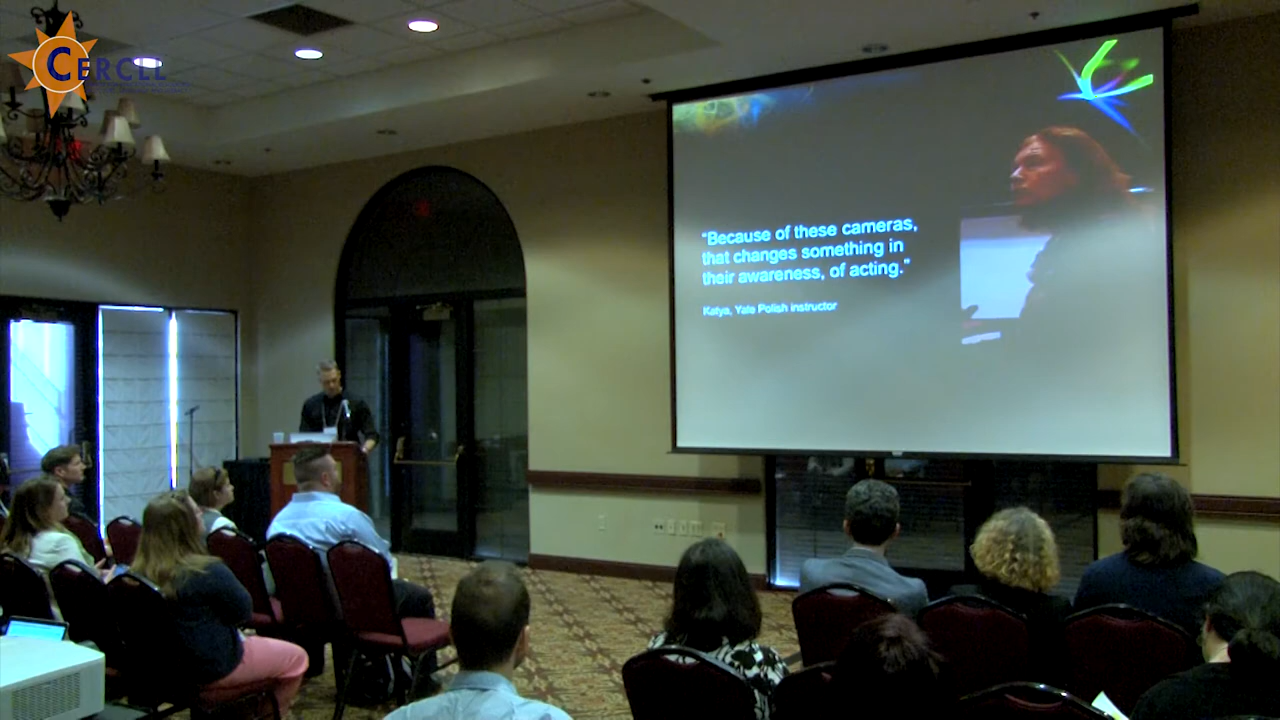 CERCLL
"Because of these cameras,
that changes something in
their awareness, of acting."
Katya, Yale Polish instructor